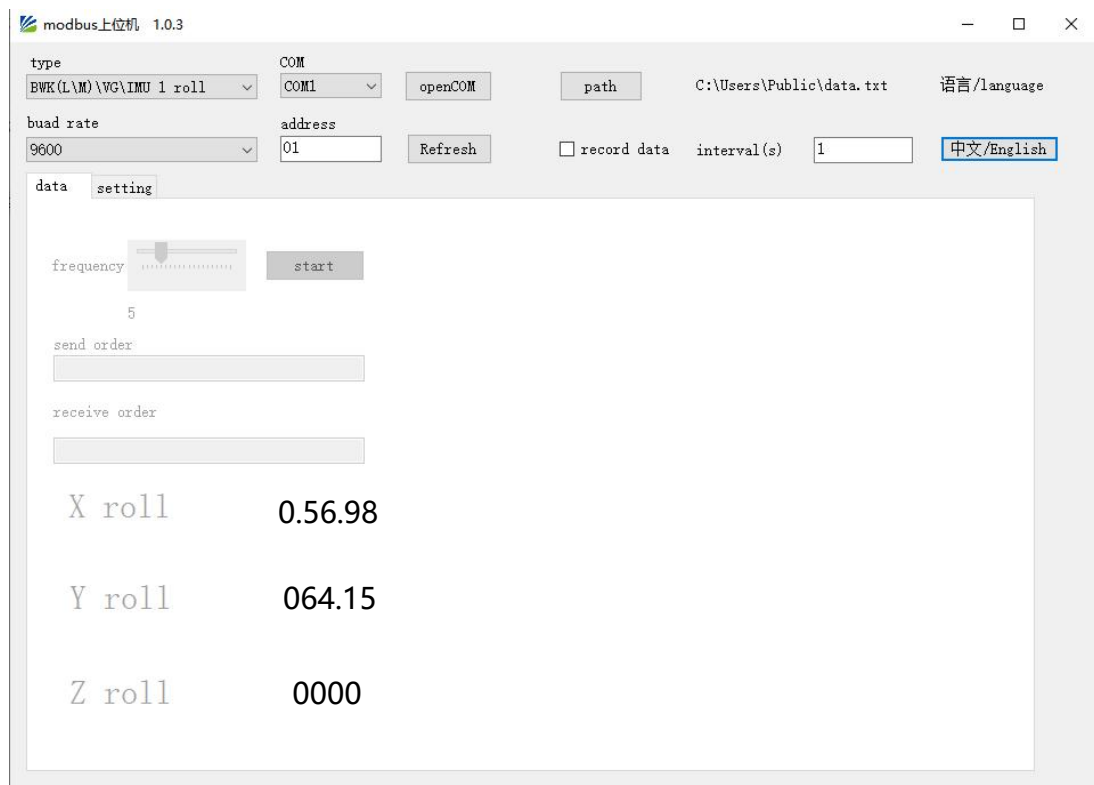 modbus上位机 1.0.3
type COM
BWK(L\M)\VG\IMU 1 roll COM1 openCOM path C:\Users\Public\data.txt 语言/language
buad rate address
9600 01 Refresh record data interval(s) 1 中文/English
data setting
frequency start
5
send order
receive order
X roll 0.56.98
Y roll 064.15
Z roll 0000